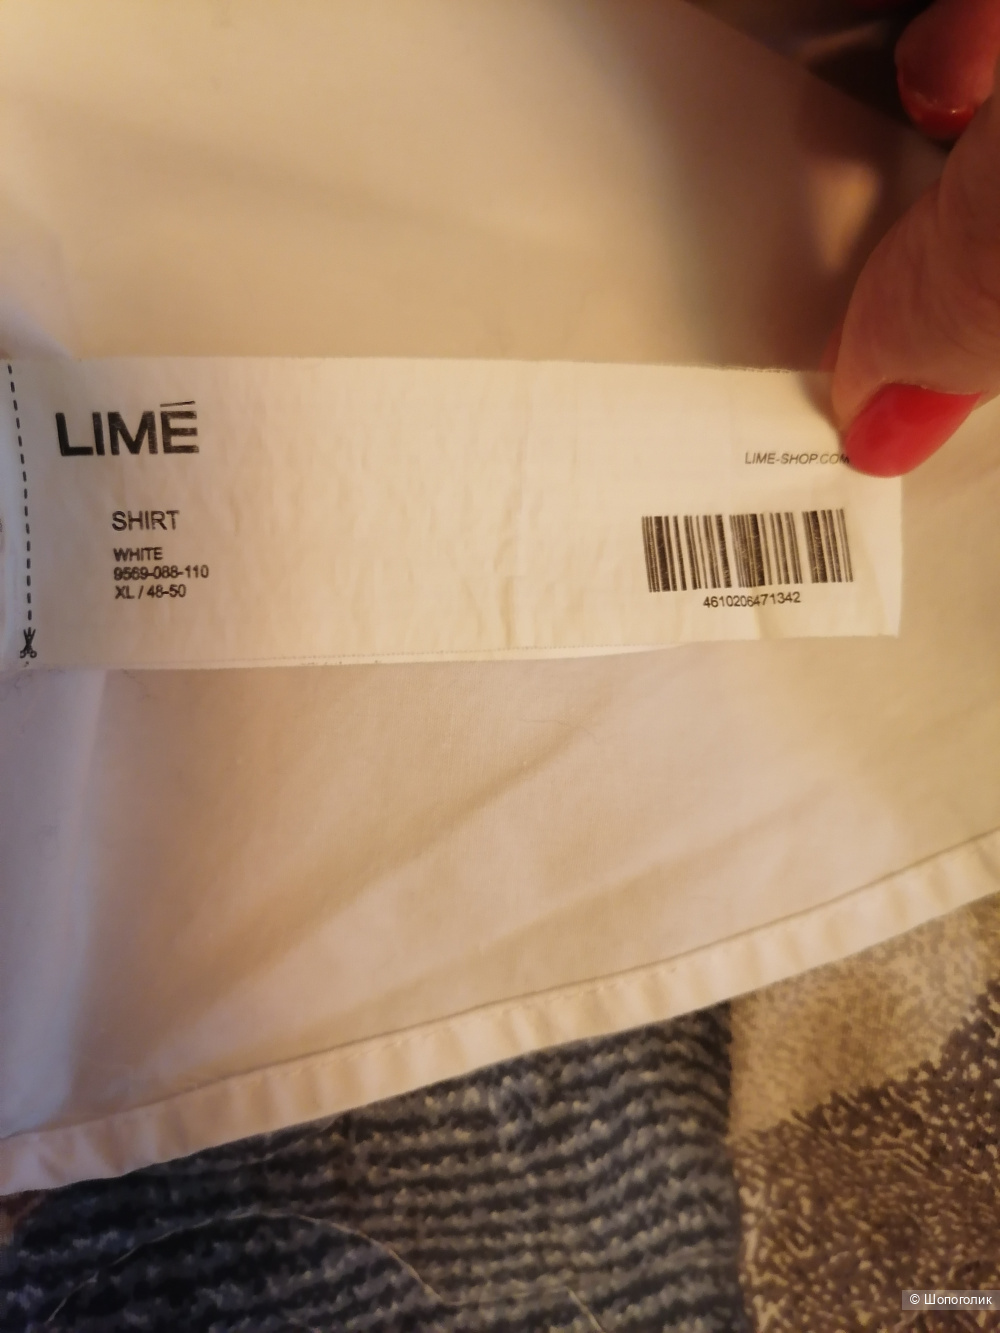 LIMÉ
LIME-SHOP.COM
SHIRT
WHITE
9569-088-110
XL / 48-50
4610206471342
© Шопоголик